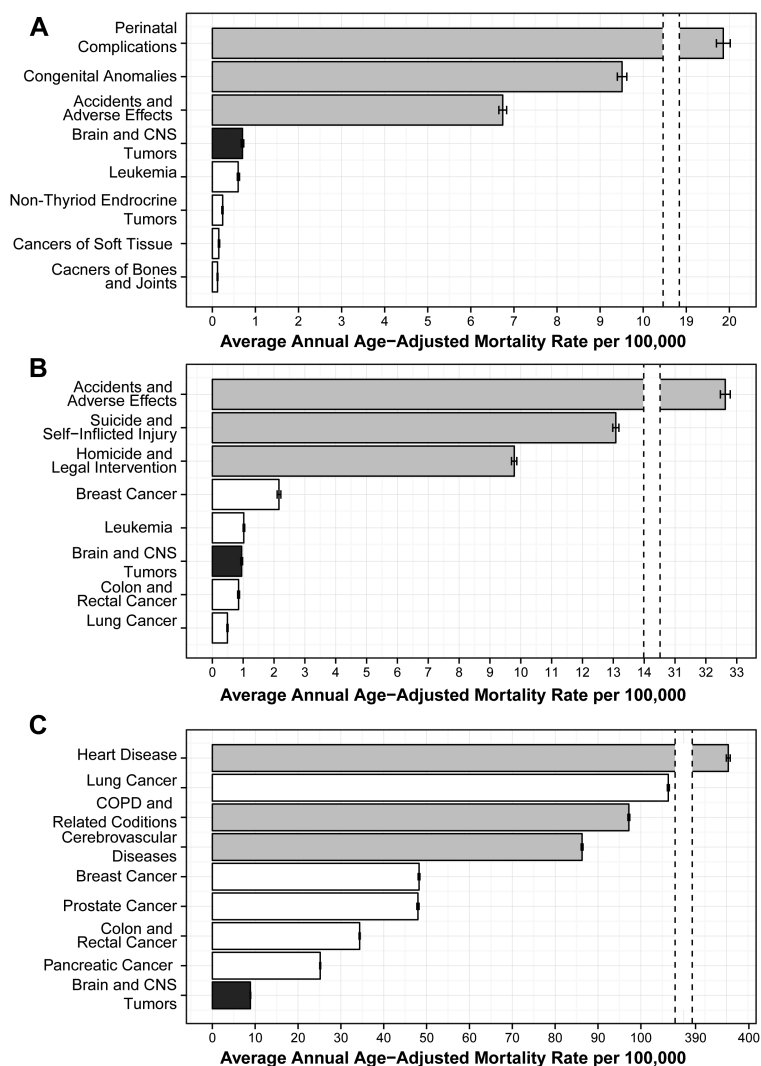 A
Perinatal
Complications
Congenital Anomalies
Accidents and
Adverse Effects
Brain and CNS
Tumors
Leukemia
Non-Thyriod Endrocrine
Tumors
Cancers of Soft Tissue
Cacners of Bones
and Joints
0 1 2 3 4 5 6 7 8 9 10 19 20
Average Annual Age−Adjusted Mortality Rate per 100,000
B
Accidents and
Adverse Effects
Suicide and
Self−Inflicted Injury
Homicide and
Legal Intervention
Breast Cancer
Leukemia
Brain and CNS
Tumors
Colon and
Rectal Cancer
Lung Cancer
0 1 2 3 4 5 6 7 8 9 10 11 12 13 14 31 32 33
Average Annual Age−Adjusted Mortality Rate per 100,000
C
Heart Disease
Lung Cancer
COPD and
Related Coditions
Cerebrovascular
Diseases
Breast Cancer
Prostate Cancer
Colon and
Rectal Cancer
Pancreatic Cancer
Brain and CNS
Tumors
0 10 20 30 40 50 60 70 80 90 100 390 400
Average Annual Age−Adjusted Mortality Rate per 100,000